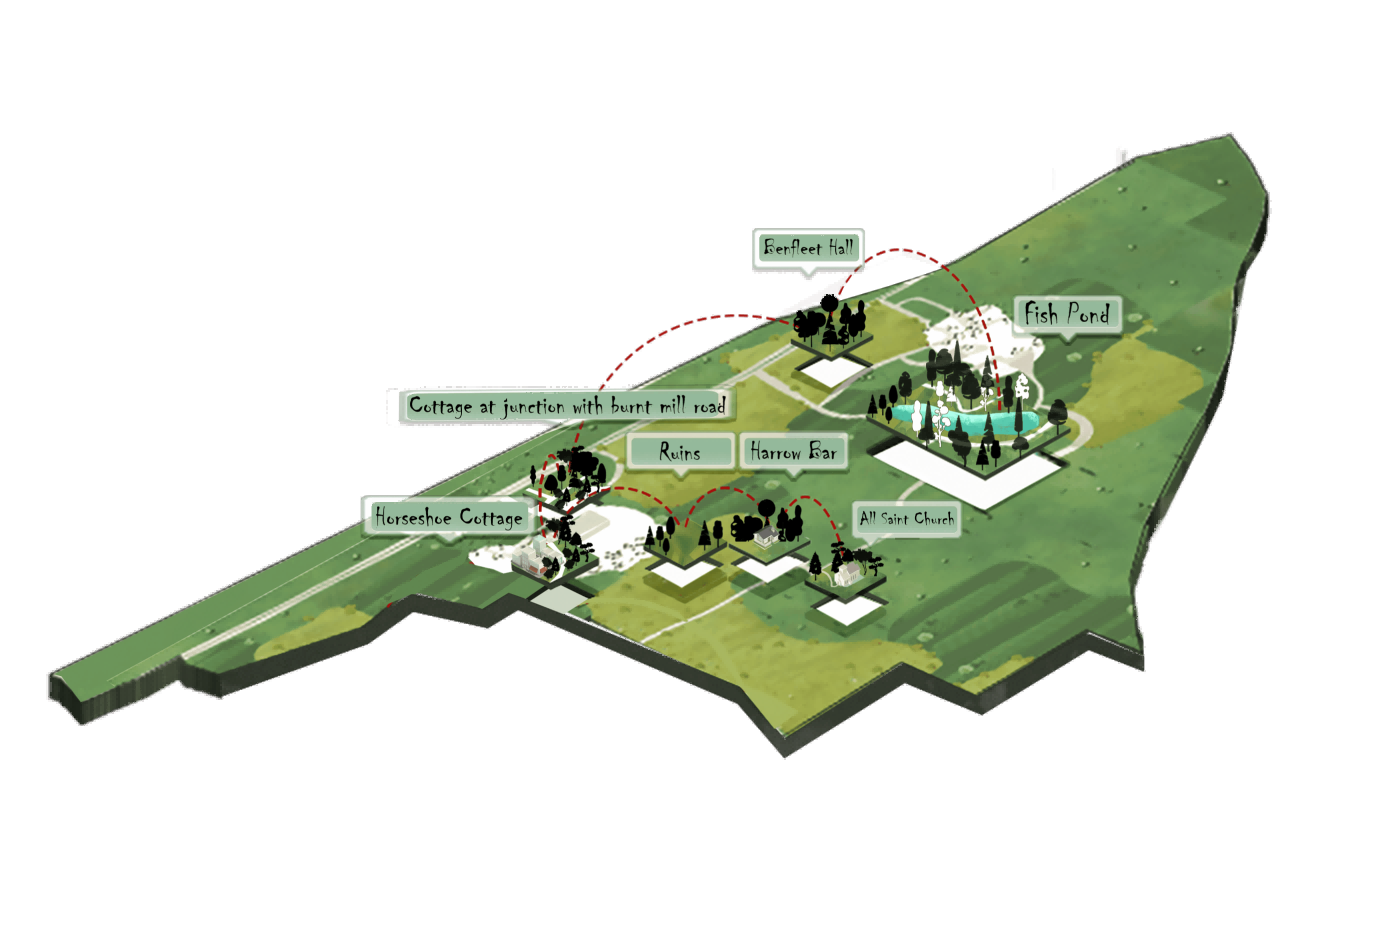 Benfleet Hall
Fish Pond
Cottage at junction with burnt mill road
Ruins
Harrow Bar
Horseshoe Cottage
All Saint Church